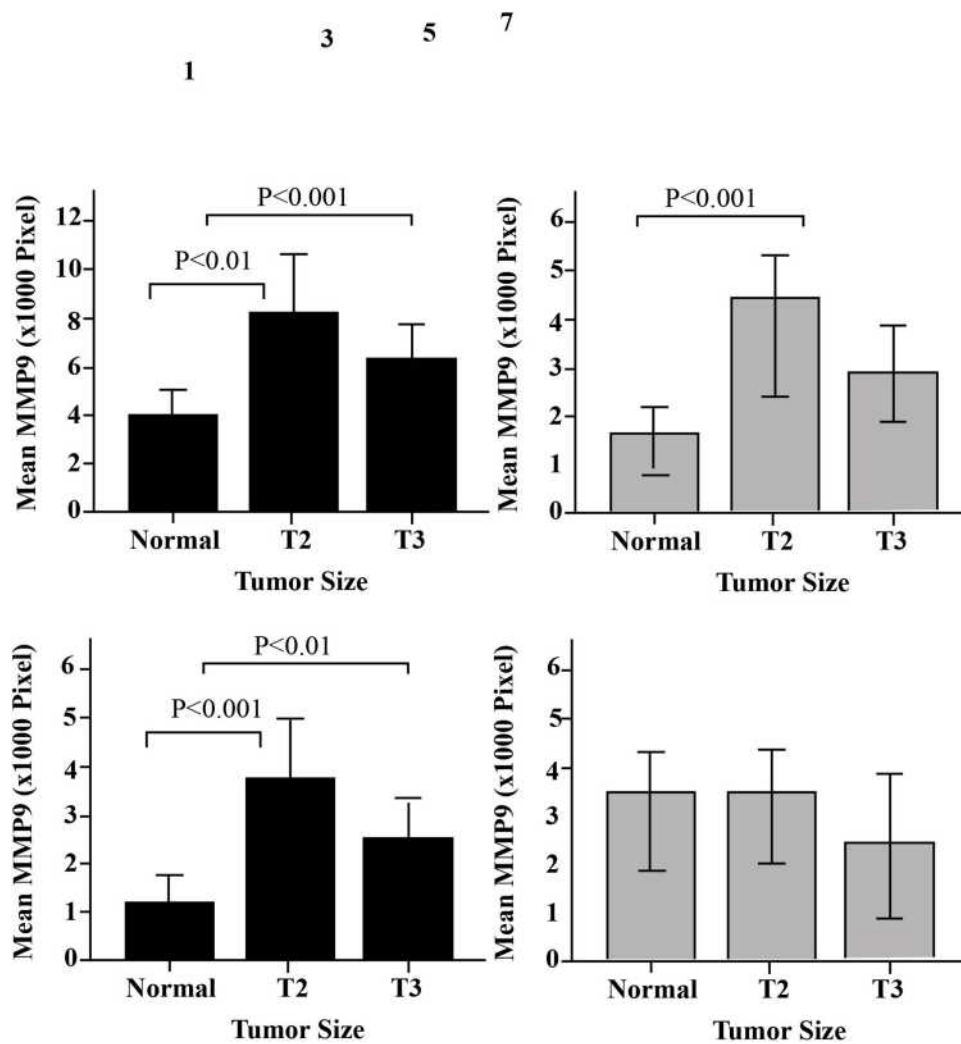 1 3 5 7
P<0.001
P<0.01
12
10
8
6
4
2
0
Mean MMP9 (x1000 Pixel)
Normal T2 T3
Tumor Size
P<0.001
6
5
4
3
2
1
0
Mean MMP9 (x1000 Pixel)
Normal T2 T3
Tumor Size
P<0.01
P<0.001
6
5
4
3
2
1
0
Mean MMP9 (x1000 Pixel)
Normal T2 T3
Tumor Size
6
5
4
3
2
1
0
Mean MMP9 (x1000 Pixel)
Normal T2 T3
Tumor Size